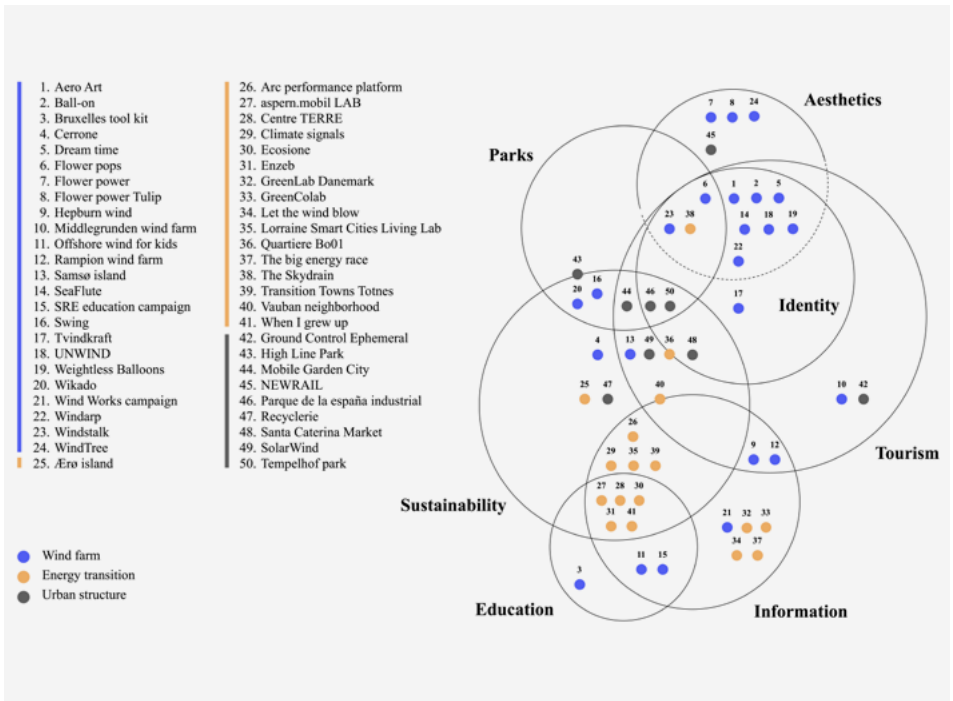 1. Aero Art
2. Ball-on
3. Bruxelles tool kit
4. Cerrone
5. Dream time
6. Flower pops
7. Flower power
8. Flower power Tulip
9. Hepburn wind
10. Middlegrunden wind farm
11. Offshore wind for kids
12. Rampion wind farm
13. Samsø island
14. SeaFlute
15. SRE education campaign
16. Swing
17. Tvindkraft
18. UNWIND
19. Weightless Balloons
20. Wikado
21. Wind Works campaign
22. Windarp
23. Windstalk
24. WindTree
25. Ærø island
26. Arc performance platform
27. aspern.mobil LAB
28. Centre TERRE
29. Climate signals
30. Ecosione
31. Enzeb
32. GreenLab Danemark
33. GreenColab
34. Let the wind blow
35. Lorraine Smart Cities Living Lab
36. Quartiere Bo01
37. The big energy race
38. The Skydrain
39. Transition Towns Totnes
40. Vauban neighborhood
41. When I grew up
42. Ground Control Ephemeral
43. High Line Park
44. Mobile Garden City
45. NEWRAIL
46. Parque de la españa industrial
47. Recyclerie
48. Santa Caterina Market
49. SolarWind
50. Tempelhof park
Wind farm
Energy transition
Urban structure
Aesthetics
7 8 24
45
Parks
6 1 2 5
23 38 14 18 19
22
43
16
20 44 46 50
17
Identity
4 13 49 36 48
25 47 40
10 42
26
Tourism
29 35 39
9 12
27 28 30
Sustainability
31 41
21 32 33
34 37
11 15
3
Education
Information